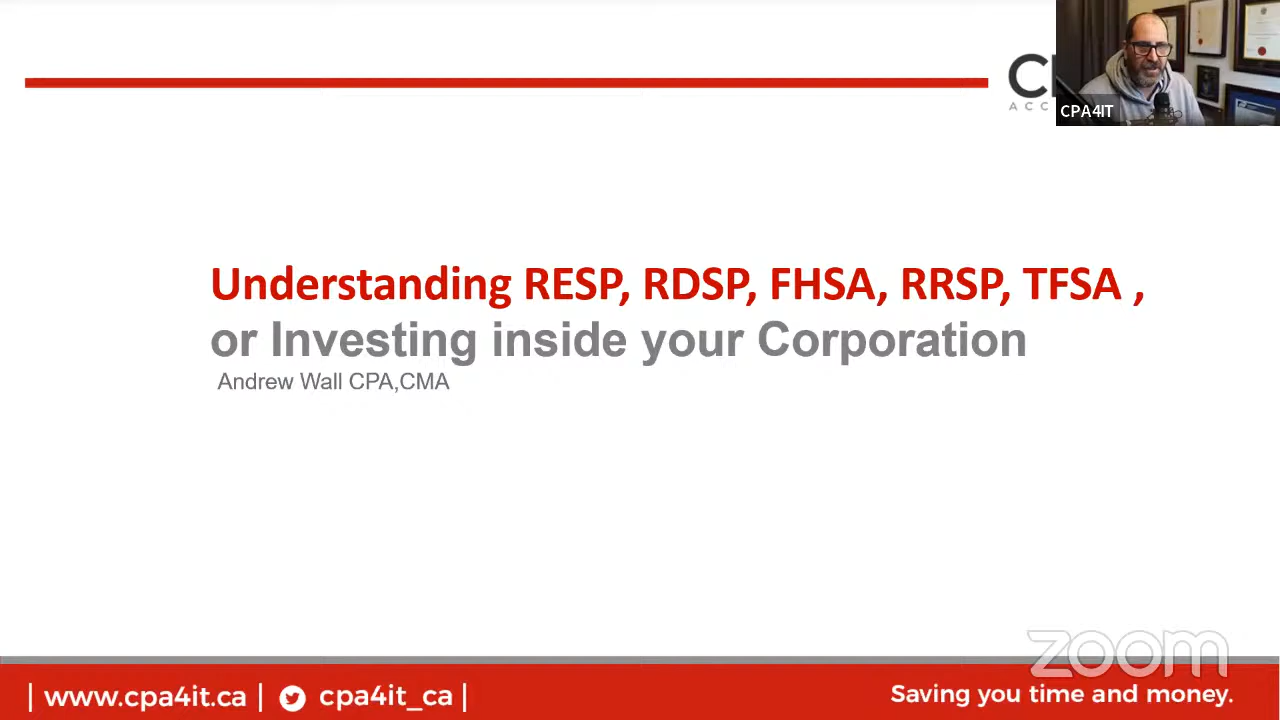 CPA4IT
Understanding RESP, RDSP, FHSA, RRSP, TFSA ,
or Investing inside your Corporation
Andrew Wall CPA,CMA
zoom
| www.cpa4it.ca | cpa4it_ca |
Saving you time and money.